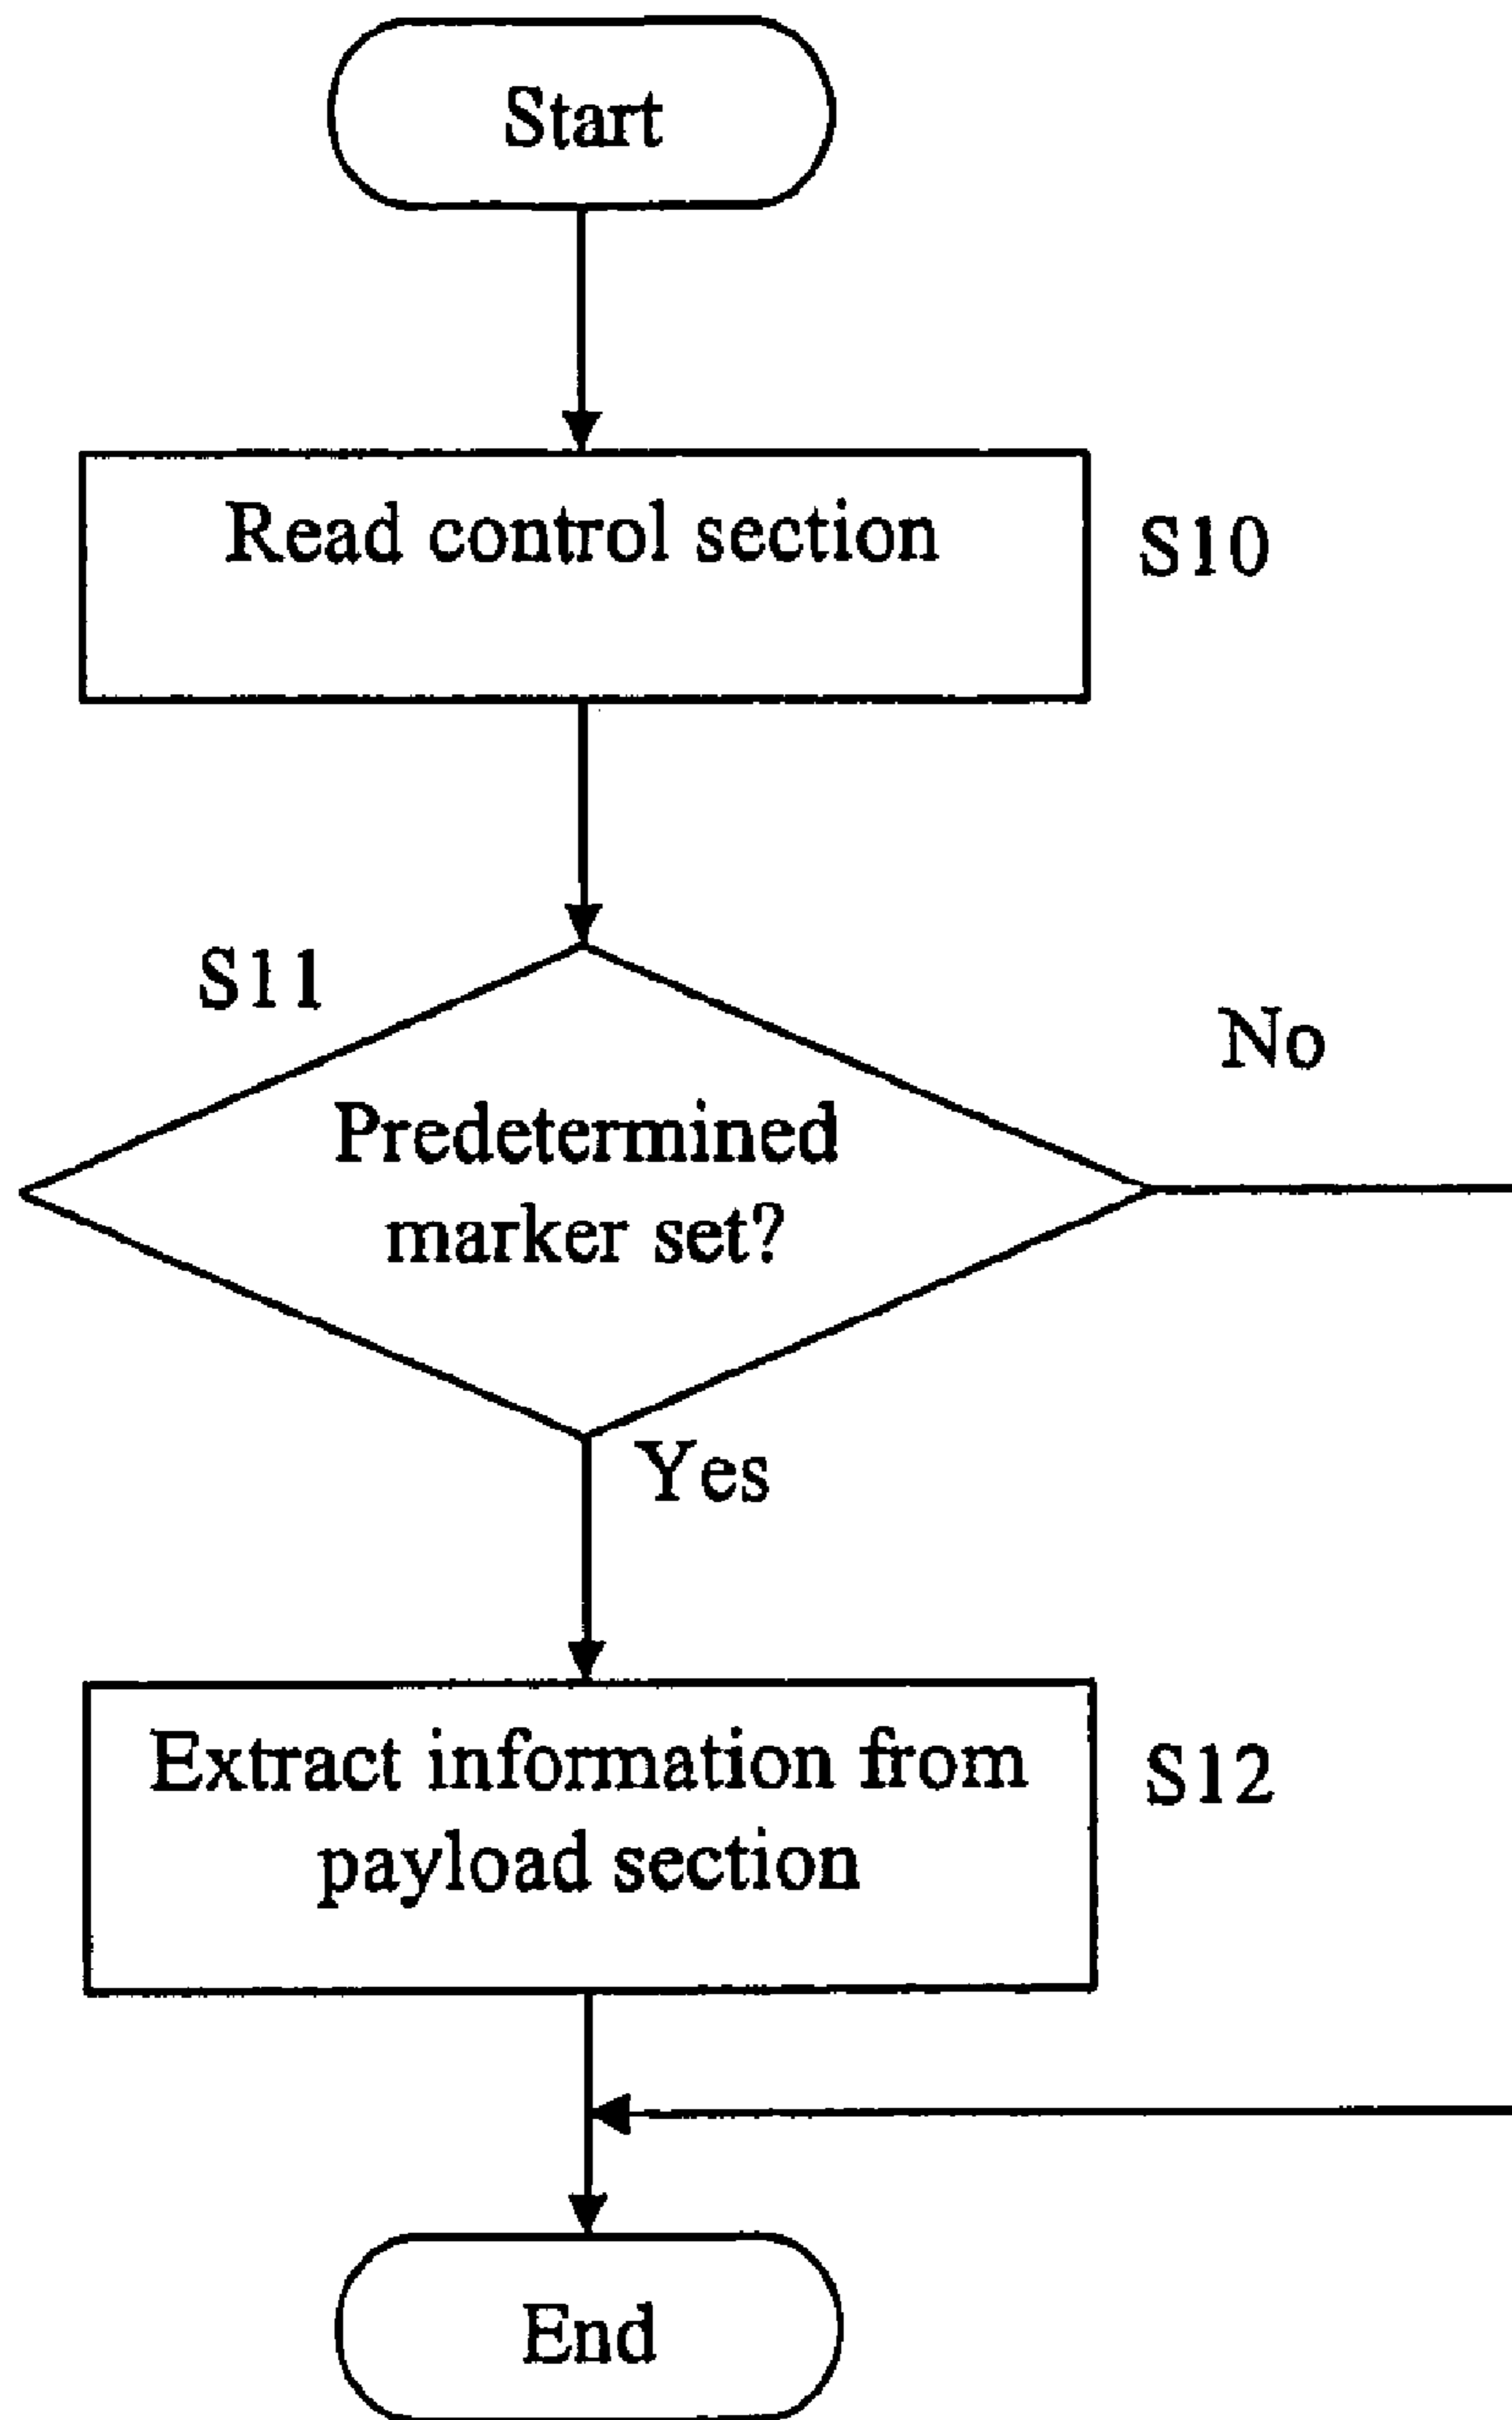 Start
Read control section
S10
S11
No
Predetermined
marker set?
Yes
Extract information from
payload section
S12
End